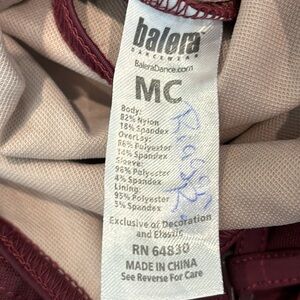 balera
DANCEWEAR
BaleraDance.com
MC
Body:
82% Nylon
18% Spandex
Overlay:
86% Polyester
14% Spandex
Sleeve:
96% Polyester
4% Spandex
Lining:
95% Polyester
5% Spandex
Exclusive of Decoration
and Elastic
RN 64830
MADE IN CHINA
See Reverse For Care